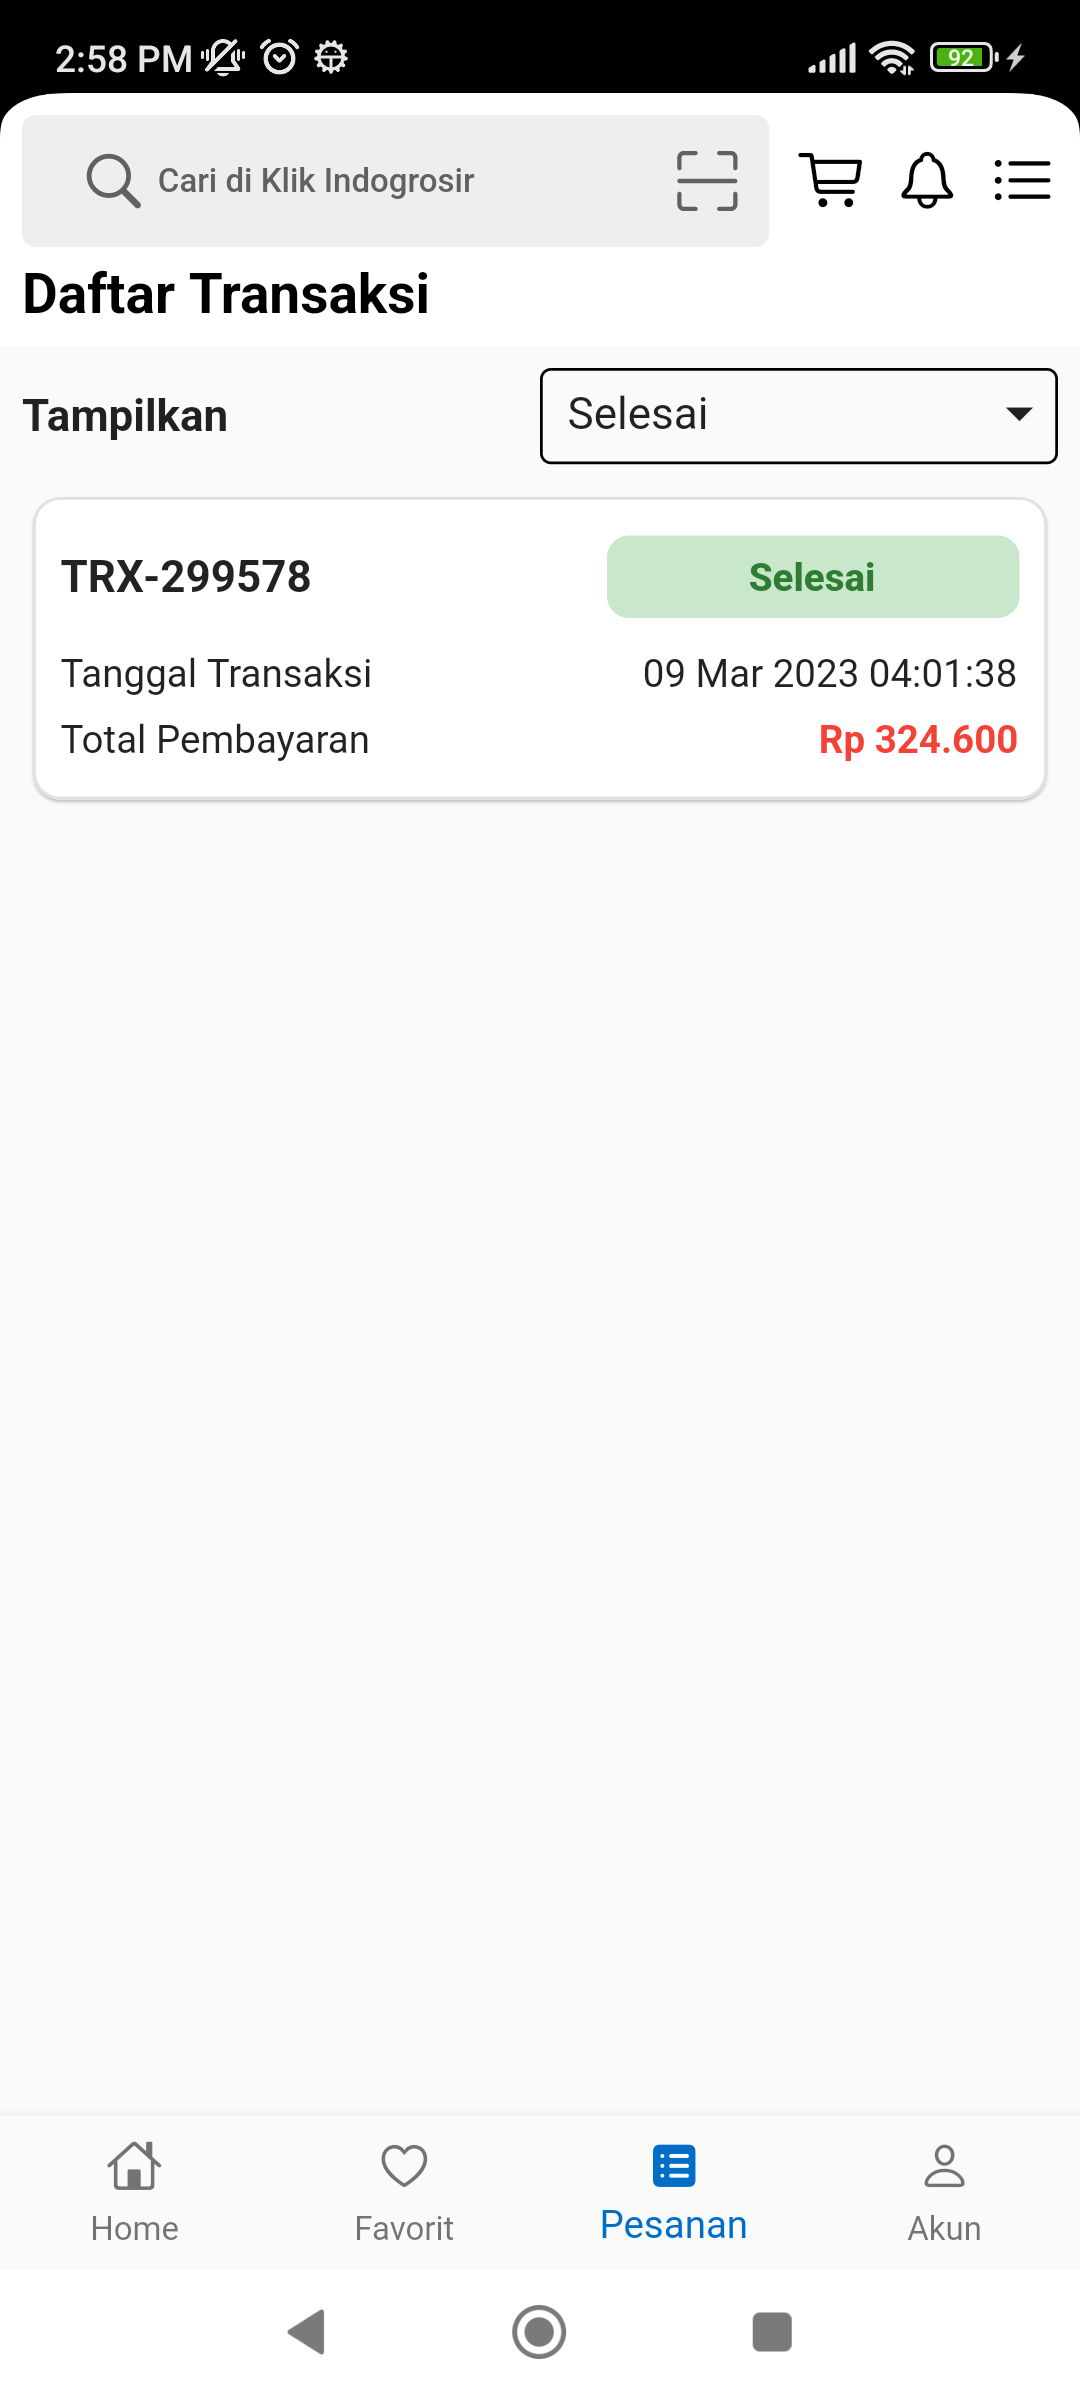 2:58 PM
92
Cari di Klik Indogrosir
Daftar Transaksi
Tampilkan
Selesai
TRX-299578
Selesai
Tanggal Transaksi
09 Mar 2023 04:01:38
Total Pembayaran
Rp 324.600
Home
Favorit
Pesanan
Akun